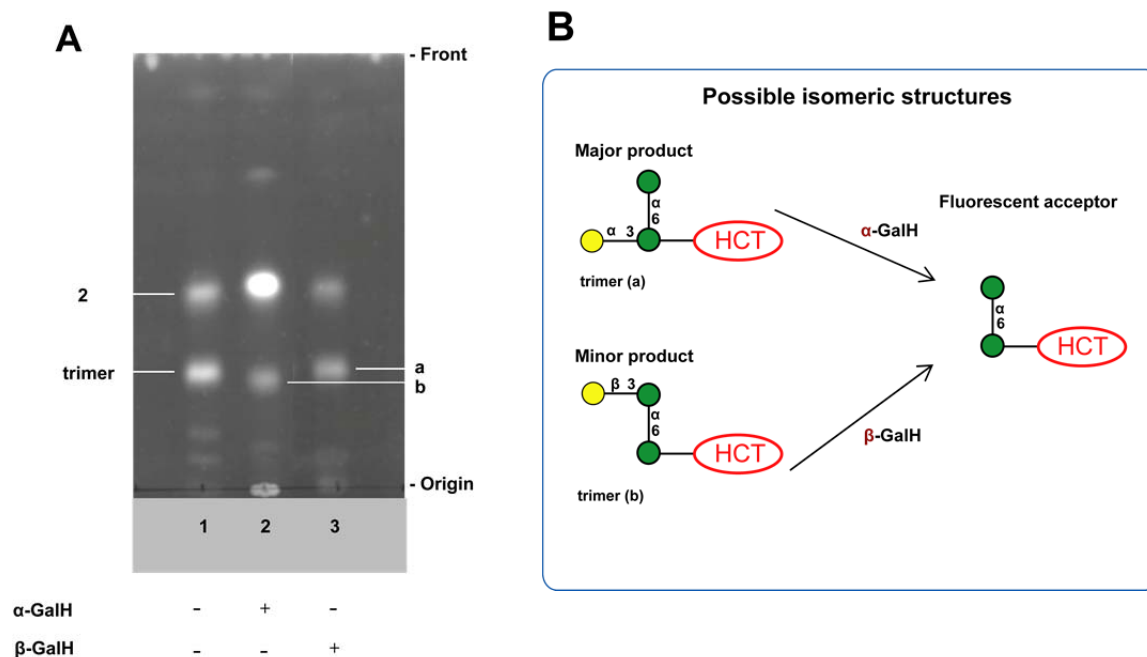 A
- Front
2
trimer
a
b
- Origin
1 2 3
α-GalH - + -
β-GalH - - +
B
Possible isomeric structures
Major product
α
6
α 3
HCT
trimer (a)
α-GalH
Fluorescent acceptor
α
6
HCT
Minor product
β 3
α
6
HCT
trimer (b)
β-GalH